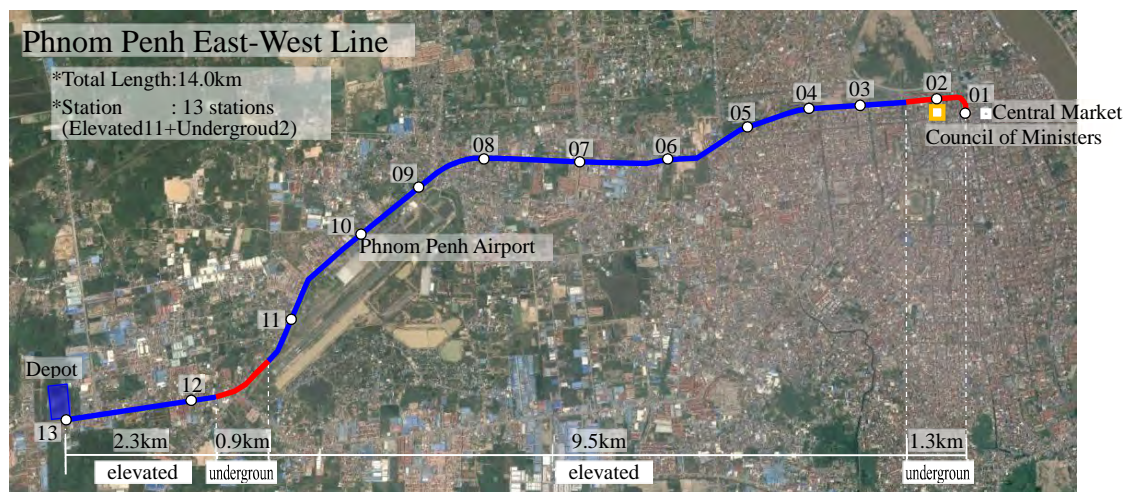 Phnom Penh East-West Line
*Total Length:14.0km
*Station : 13 stations
(Elevated11+Undergroud2)
01
02
Central Market
Council of Ministers
03
04
05
06
07
08
09
10
Phnom Penh Airport
11
12
Depot
13
2.3km
0.9km
9.5km
1.3km
elevated
undergroun
elevated
undergroun